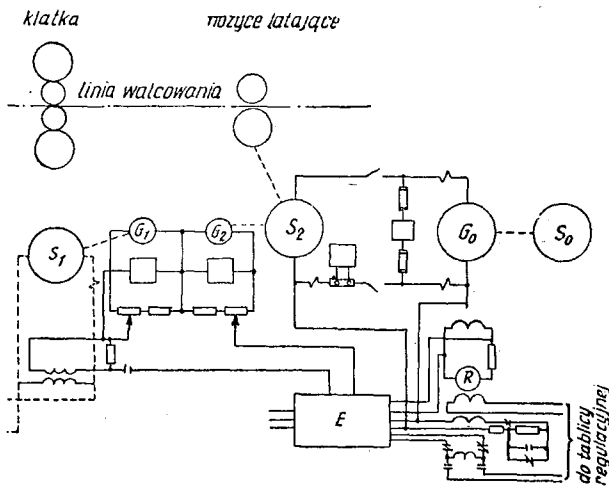 klatka
nożyce latające
linia walcowania
S1
G1
G2
S2
G0
S0
R
E
do tablicy
regulacyjnej